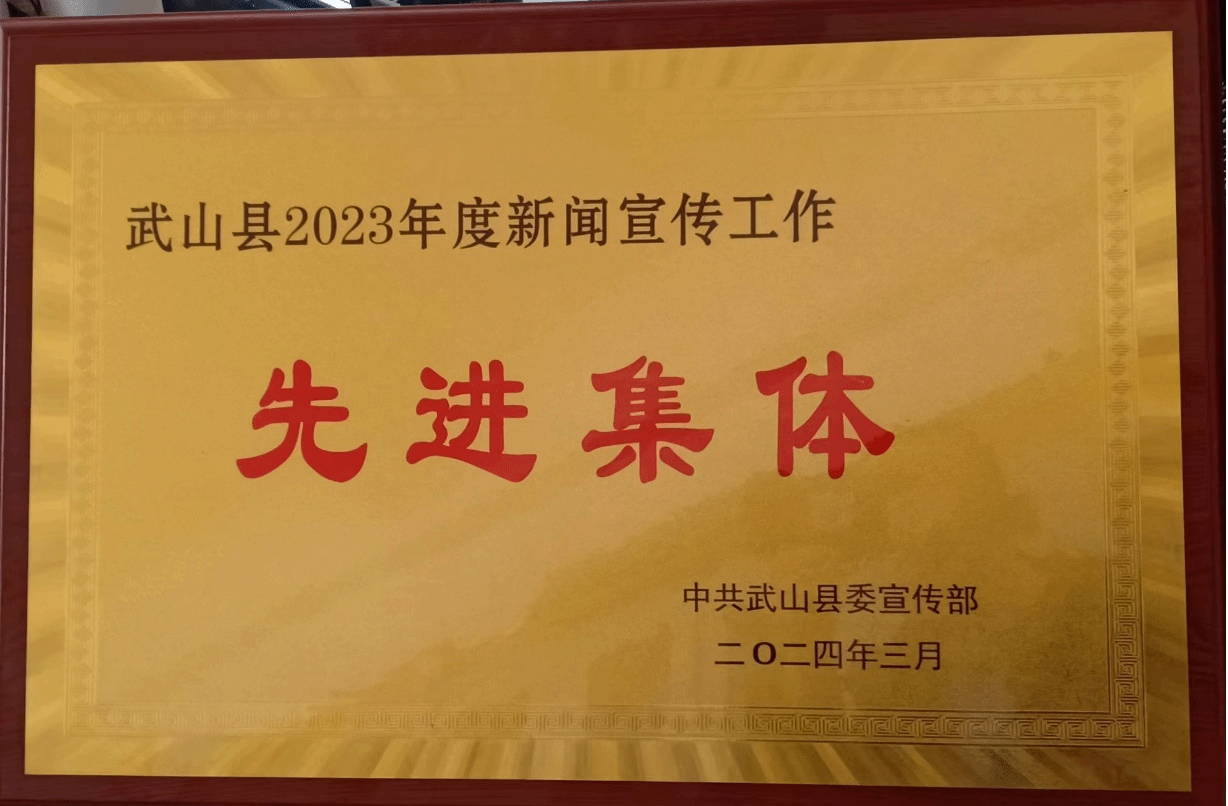 武山县2023年度新闻宣传工作
先进集体
中共武山县委宣传部
二O二四年三月